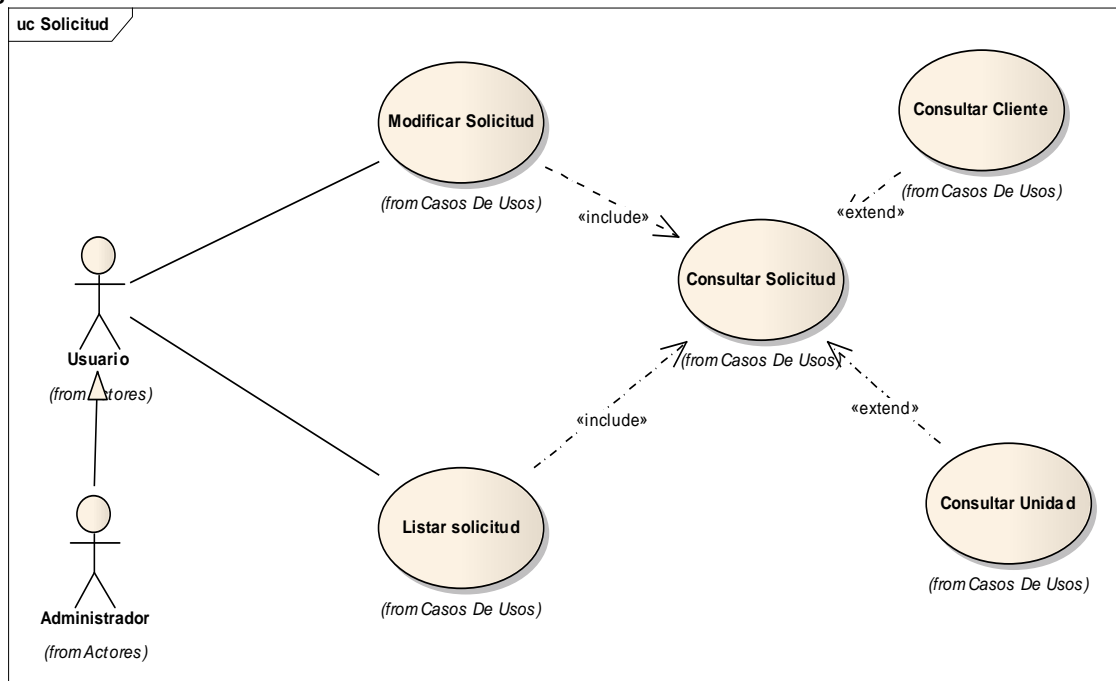 uc Solicitud
Modificar Solicitud
(from Casos De Usos)
Consultar Cliente
(from Casos De Usos)
«include»
«extend»
Consultar Solicitud
(from Casos De Usos)
Usuario
(from Actores)
«include»
«extend»
Listar solicitud
(from Casos De Usos)
Consultar Unidad
(from Casos De Usos)
Administrador
(from Actores)